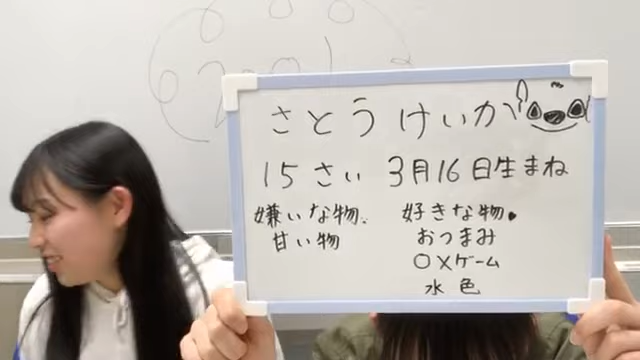 さとう けいか
15さい 3月16日生まね
嫌いな物.
甘い物
好きな物.
おつまみ
○×ゲーム
水色